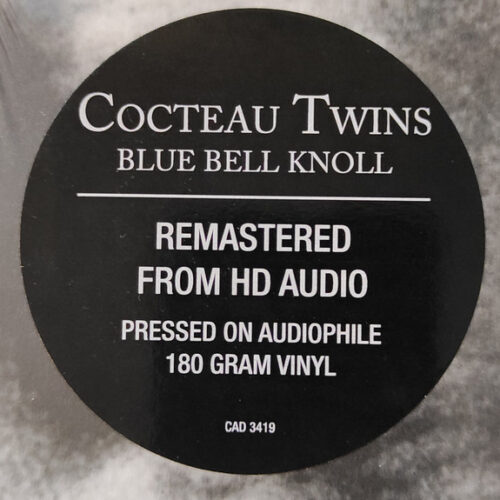 COCTEAU TWINS
BLUE BELL KNOLL
REMASTERED
FROM HD AUDIO
PRESSED ON AUDIOPHILE
180 GRAM VINYL
CAD 3419